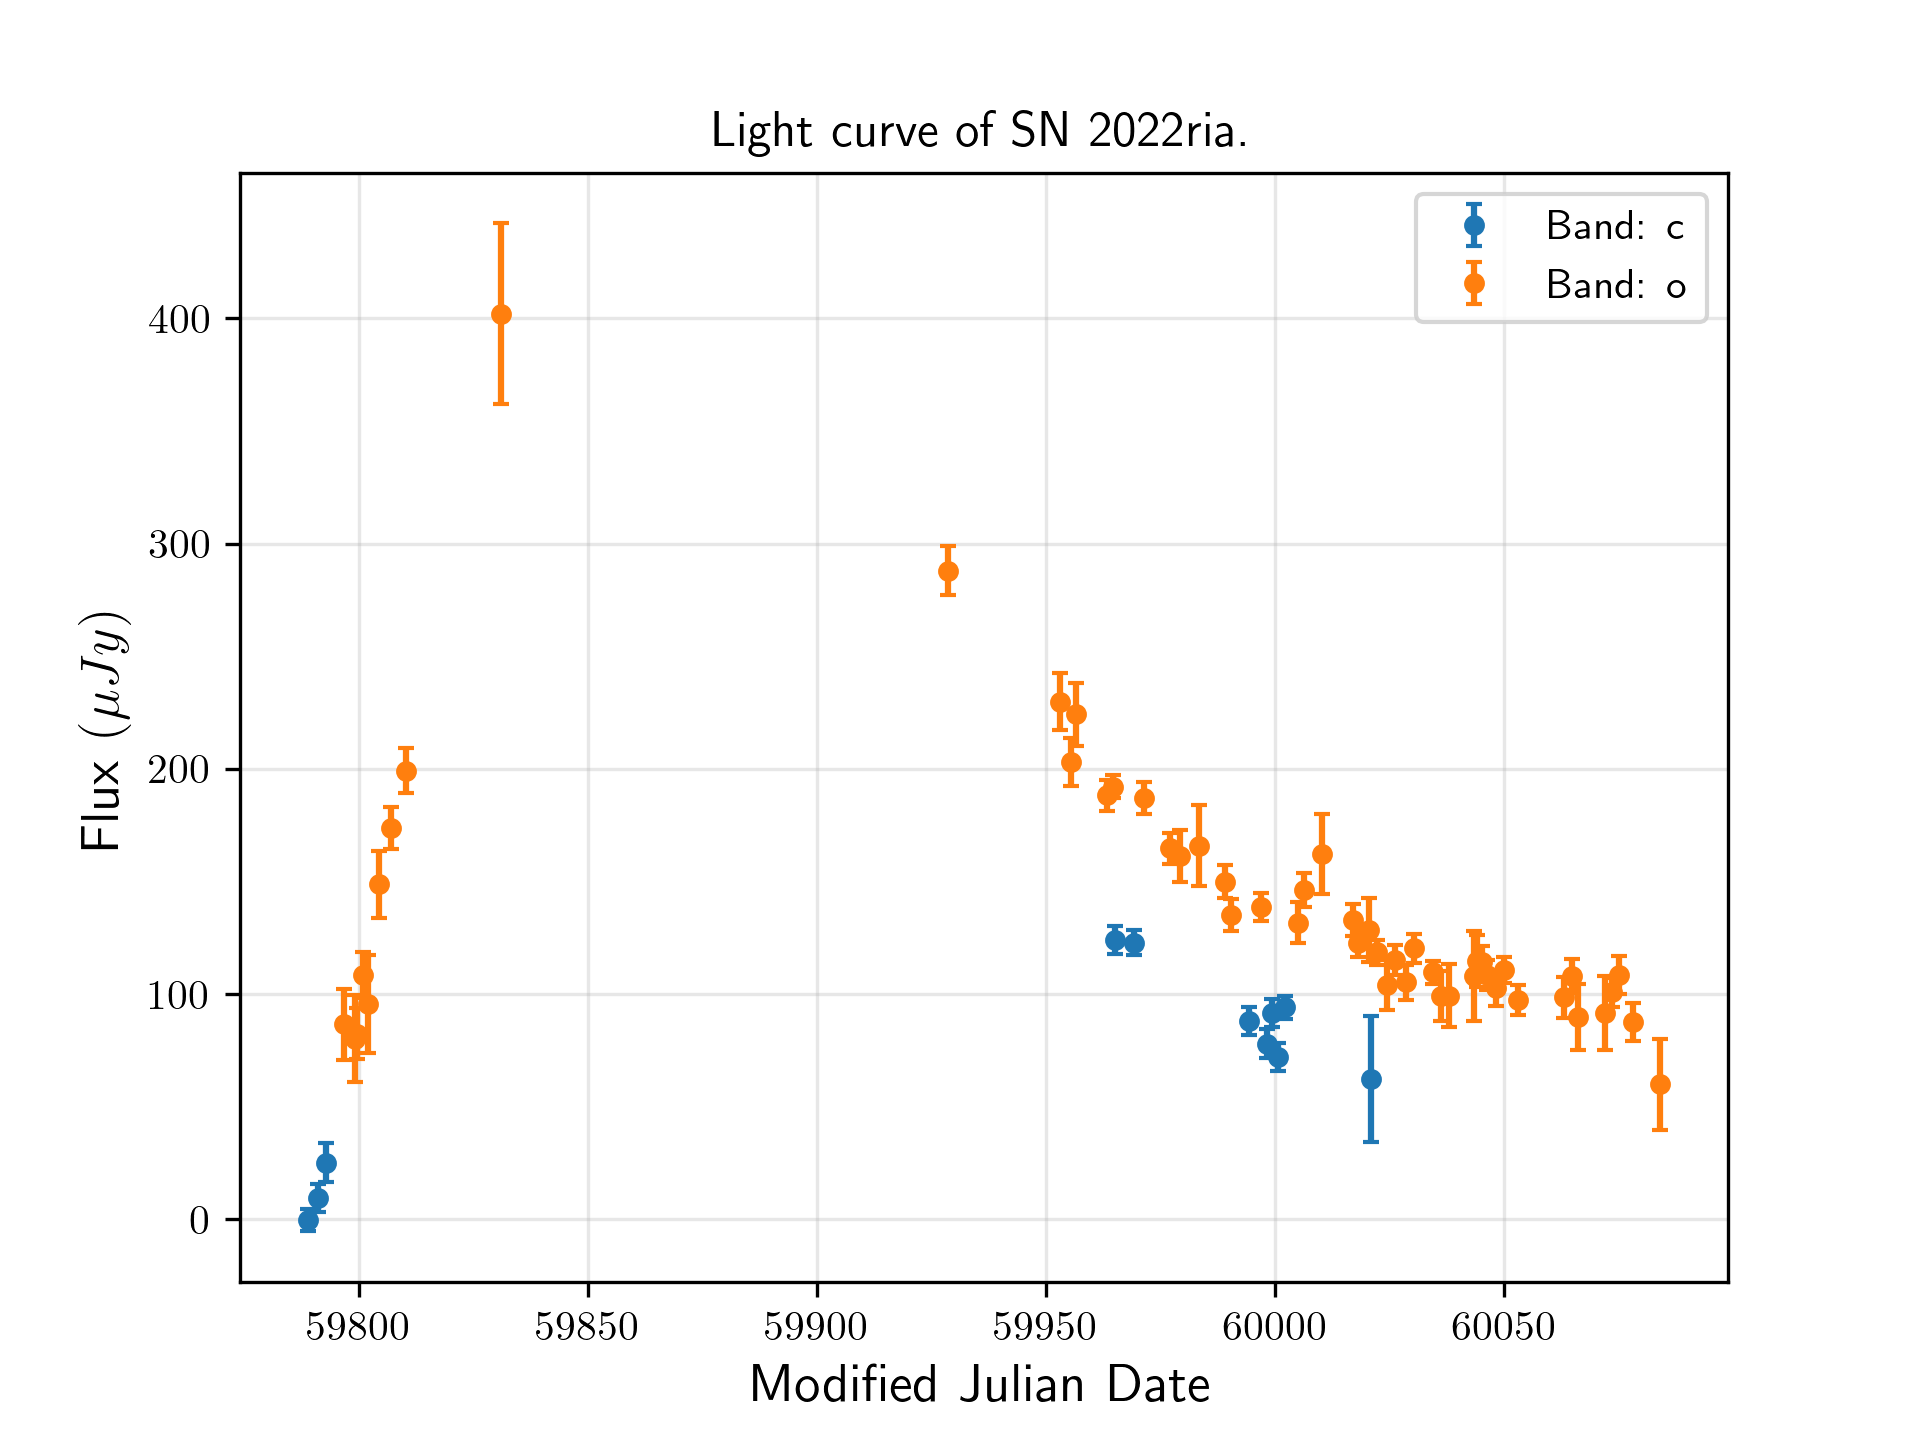 Light curve of SN 2022ria.
Band: c
Band: o
400
300
200
100
0
Flux (μJy)
59800 59850 59900 59950 60000 60050
Modified Julian Date